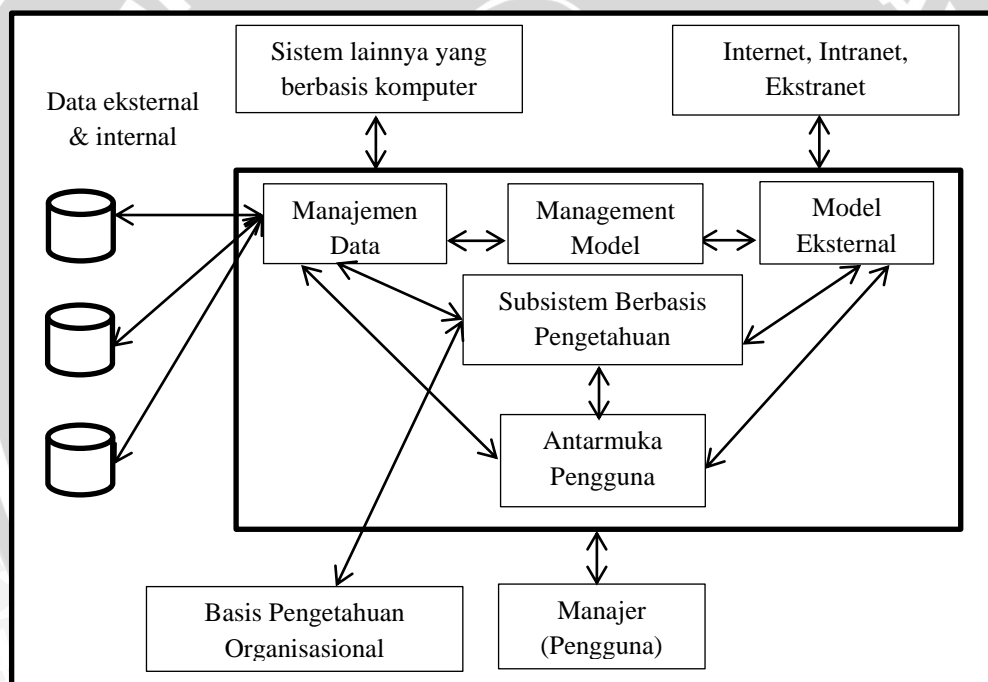 Sistem lainnya yang
berbasis komputer
Internet, Intranet,
Ekstranet
Data eksternal
& internal
Manajemen
Data
Management
Model
Model
Eksternal
Subsistem Berbasis
Pengetahuan
Antarmuka
Pengguna
Basis Pengetahuan
Organisasional
Manajer
(Pengguna)